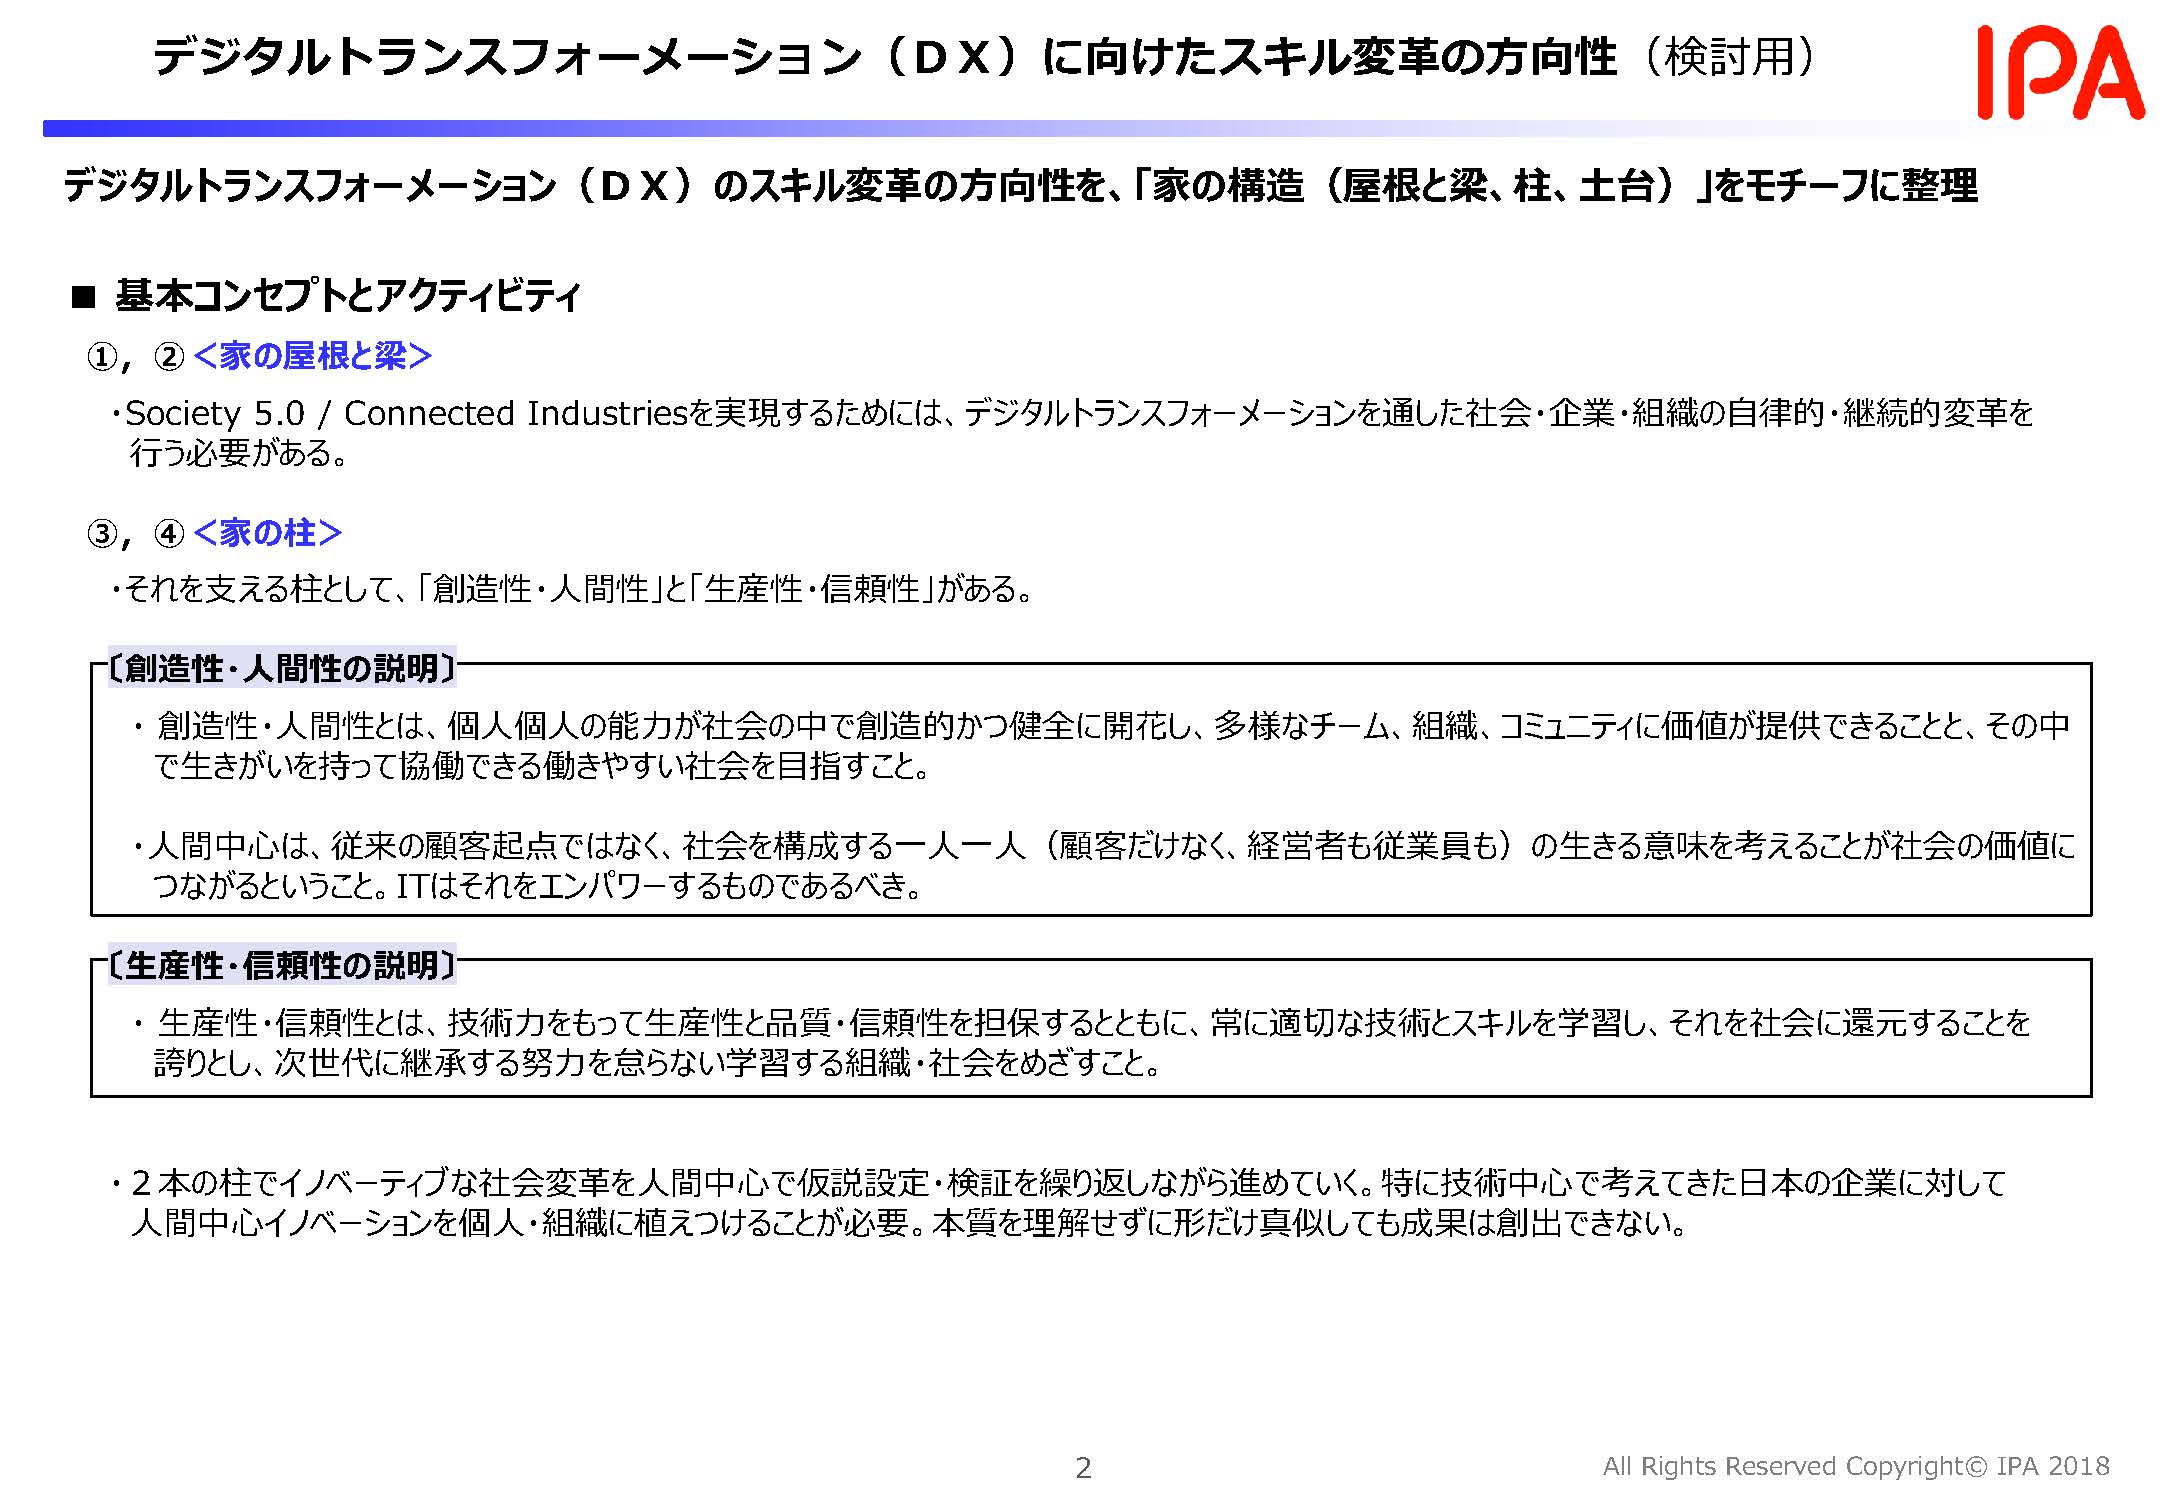 デジタルトランスフォーメーション（ＤＸ）に向けたスキル変革の方向性（検討用）
IPA
デジタルトランスフォーメーション（ＤＸ）のスキル変革の方向性を、「家の構造（屋根と梁、柱、土台）」をモチーフに整理
■ 基本コンセプトとアクティビティ
①，②＜家の屋根と梁＞
・Society 5.0 / Connected Industriesを実現するためには、デジタルトランスフォーメーションを通した社会・企業・組織の自律的・継続的変革を
行う必要がある。
③，④＜家の柱＞
・それを支える柱として、「創造性・人間性」と「生産性・信頼性」がある。
〔創造性・人間性の説明〕
・ 創造性・人間性とは、個人個人の能力が社会の中で創造的かつ健全に開花し、多様なチーム、組織、コミュニティに価値が提供できることと、その中
で生きがいを持って協働できる働きやすい社会を目指すこと。
・人間中心は、従来の顧客起点ではなく、社会を構成する一人一人（顧客だけなく、経営者も従業員も）の生きる意味を考えることが社会の価値に
つながるということ。ITはそれをエンパワーするものであるべき。
〔生産性・信頼性の説明〕
・ 生産性・信頼性とは、技術力をもって生産性と品質・信頼性を担保するとともに、常に適切な技術とスキルを学習し、それを社会に還元することを
誇りとし、次世代に継承する努力を怠らない学習する組織・社会をめざすこと。
・２本の柱でイノベーティブな社会変革を人間中心で仮説設定・検証を繰り返しながら進めていく。特に技術中心で考えてきた日本の企業に対して
人間中心イノベーションを個人・組織に植えつけることが必要。本質を理解せずに形だけ真似しても成果は創出できない。
2
All Rights Reserved Copyright© IPA 2018